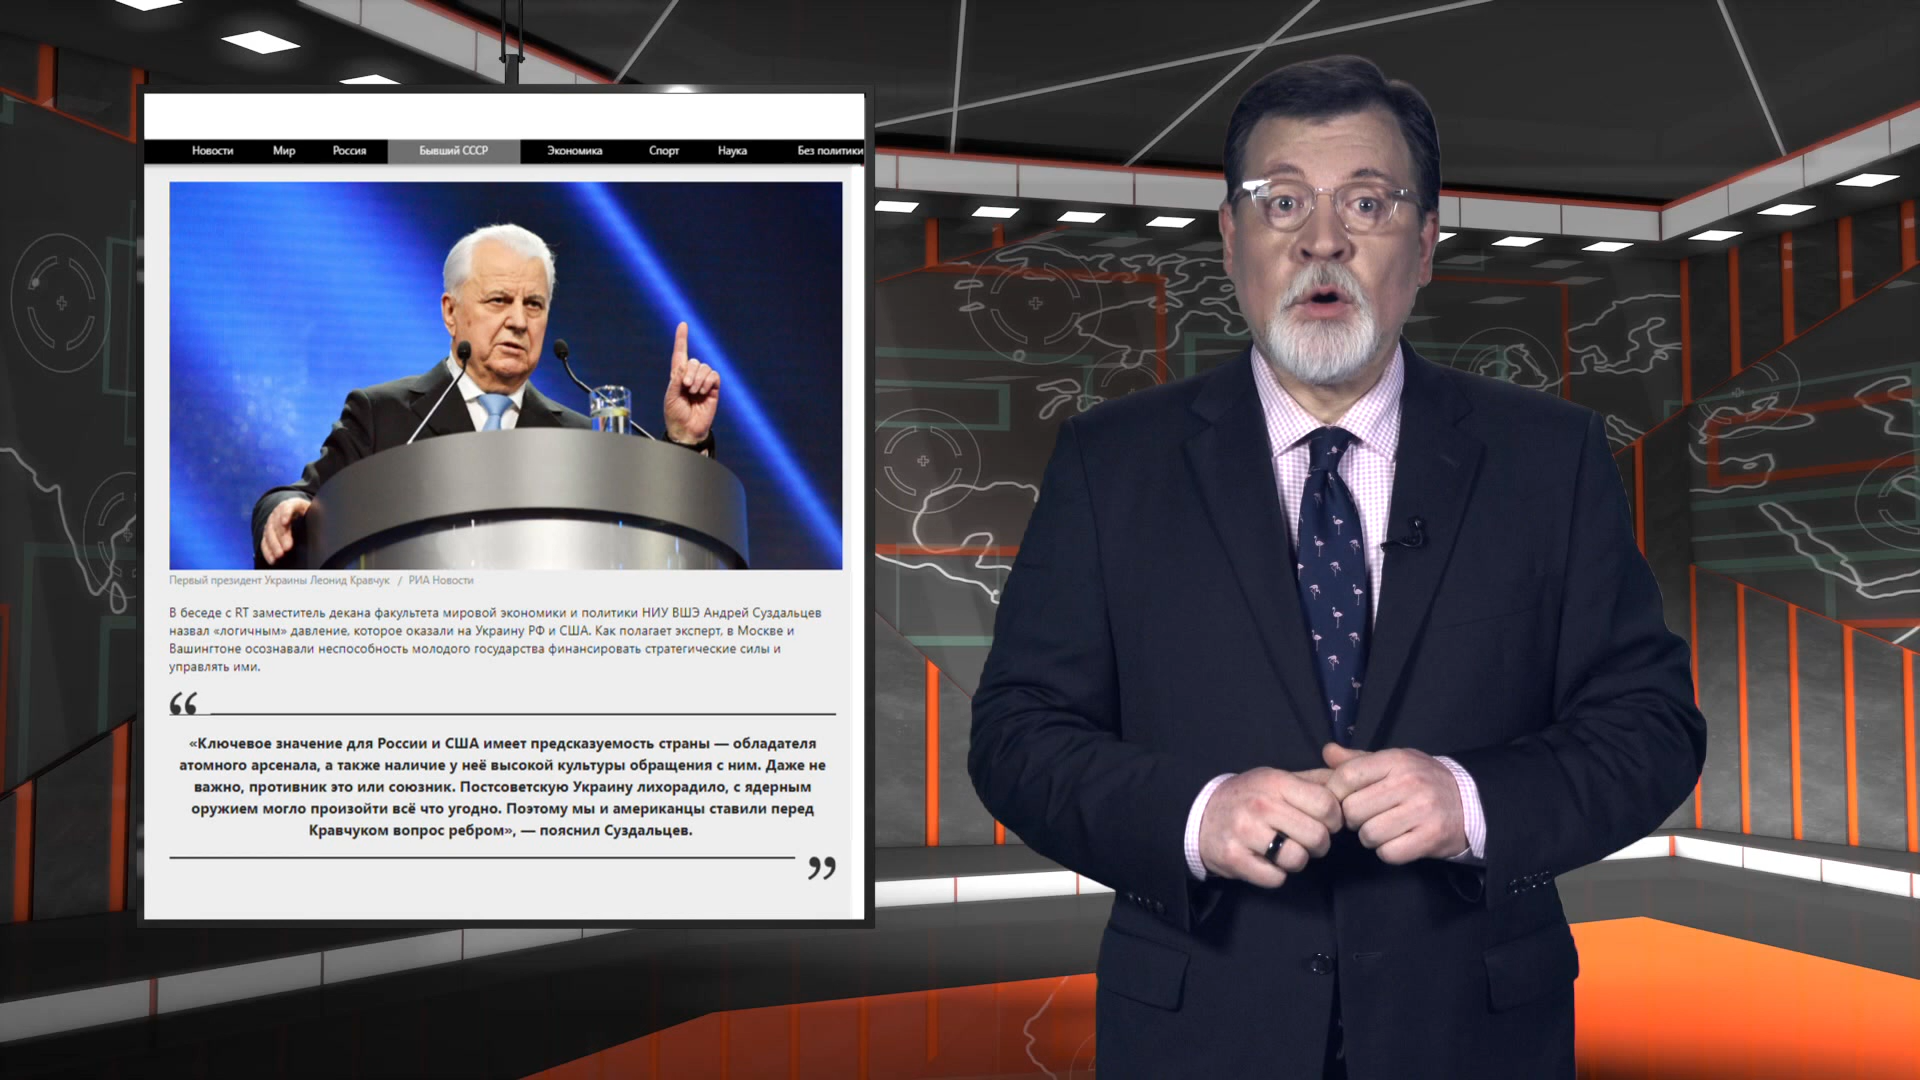 Новости Мир Россия Бывший СССР Экономика Спорт Наука Без политики
Первый президент Украины Леонид Кравчук / РИА Новости
В беседе с RT заместитель декана факультета мировой экономики и политики НИУ ВШЭ Андрей Суздальцев
назвал «логичным» давление, которое оказали на Украину РФ и США. Как полагает эксперт, в Москве и
Вашингтоне осознавали неспособность молодого государства финансировать стратегические силы и
управлять ими.
“
«Ключевое значение для России и США имеет предсказуемость страны — обладателя
атомного арсенала, а также наличие у неё высокой культуры обращения с ним. Даже не
важно, противник это или союзник. Постсоветскую Украину лихорадило, с ядерным
оружием могло произойти всё что угодно. Поэтому мы и американцы ставили перед
Кравчуком вопрос ребром», — пояснил Суздальцев.
”